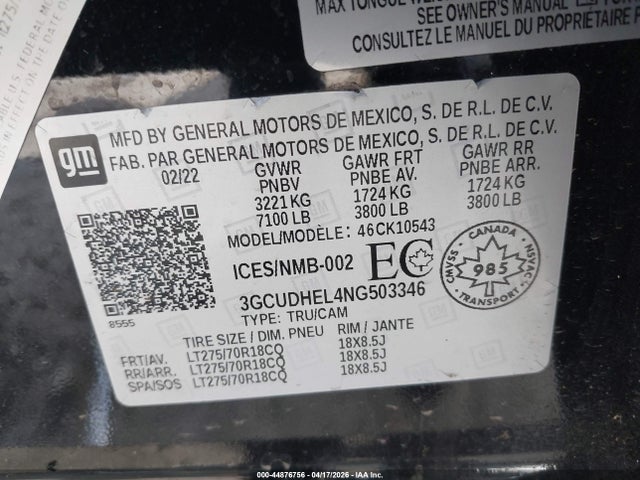 MAX TONGUE
SEE OWNER'S MANUAL
CONSULTEZ LE MANUEL DU PROPRIÉTAIRE
gm
MFD BY GENERAL MOTORS DE MEXICO, S. DE R.L. DE C.V.
FAB. PAR GENERAL MOTORS DE MEXICO, S. DE R.L. DE C.V.
02/22 GVWR GAWR FRT GAWR RR
PNBV PNBE AV. PNBE ARR.
3221 KG 1724 KG 1724 KG
7100 LB 3800 LB 3800 LB
MODEL/MODÈLE: 46CK10543
ICES/NMB-002 EC
CANADA
CMVSS 985 NSVAC
3GCUDHEL4NG503346
8555
TYPE: TRU/CAM
TIRE SIZE / DIM. PNEU RIM / JANTE
FRT/AV. LT275/70R18CQ 18X8.5J
RR/ARR. LT275/70R18CQ 18X8.5J
SPA/SOS LT275/70R18CQ 18X8.5J
000-44876756 - 04/17/2026 - IAA Inc.